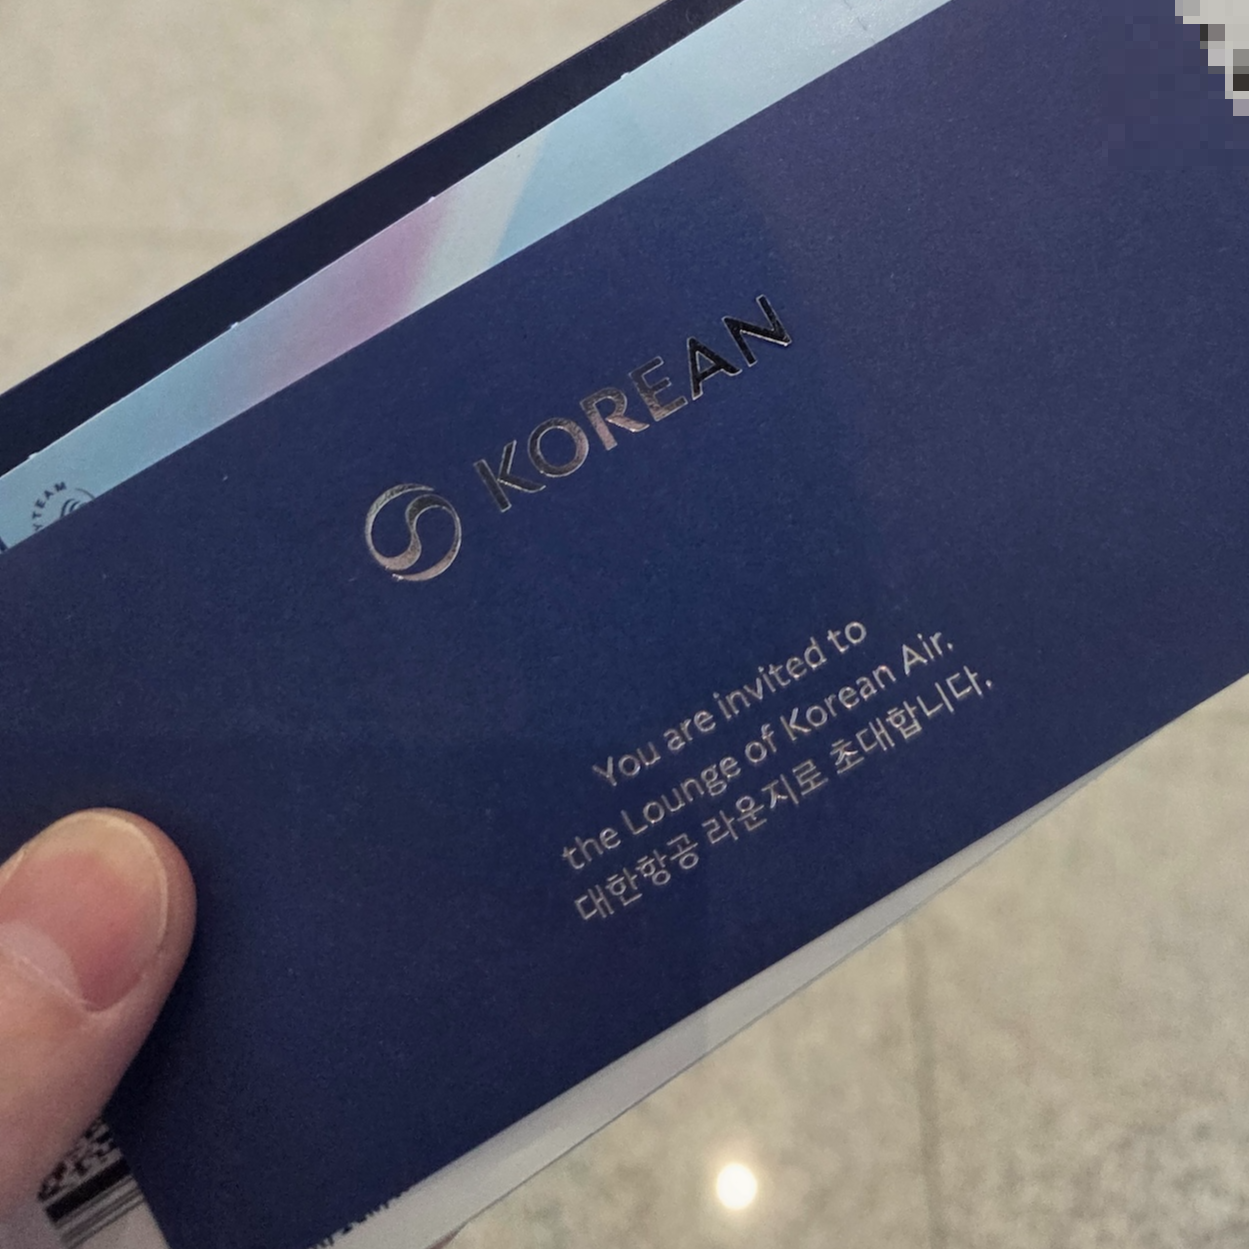 YTEAM
KOREAN
You are invited to
the Lounge of Korean Air.
대한항공 라운지로 초대합니다.